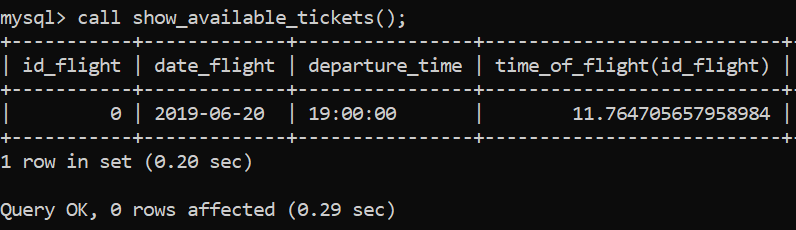 mysql> call show_available_tickets();
+-----------+-------------+----------------+---------------------------+
| id_flight | date_flight | departure_time | time_of_flight(id_flight) |
+-----------+-------------+----------------+---------------------------+
|         0 | 2019-06-20  | 19:00:00       |        11.764705657958984 |
+-----------+-------------+----------------+---------------------------+
1 row in set (0.20 sec)

Query OK, 0 rows affected (0.29 sec)